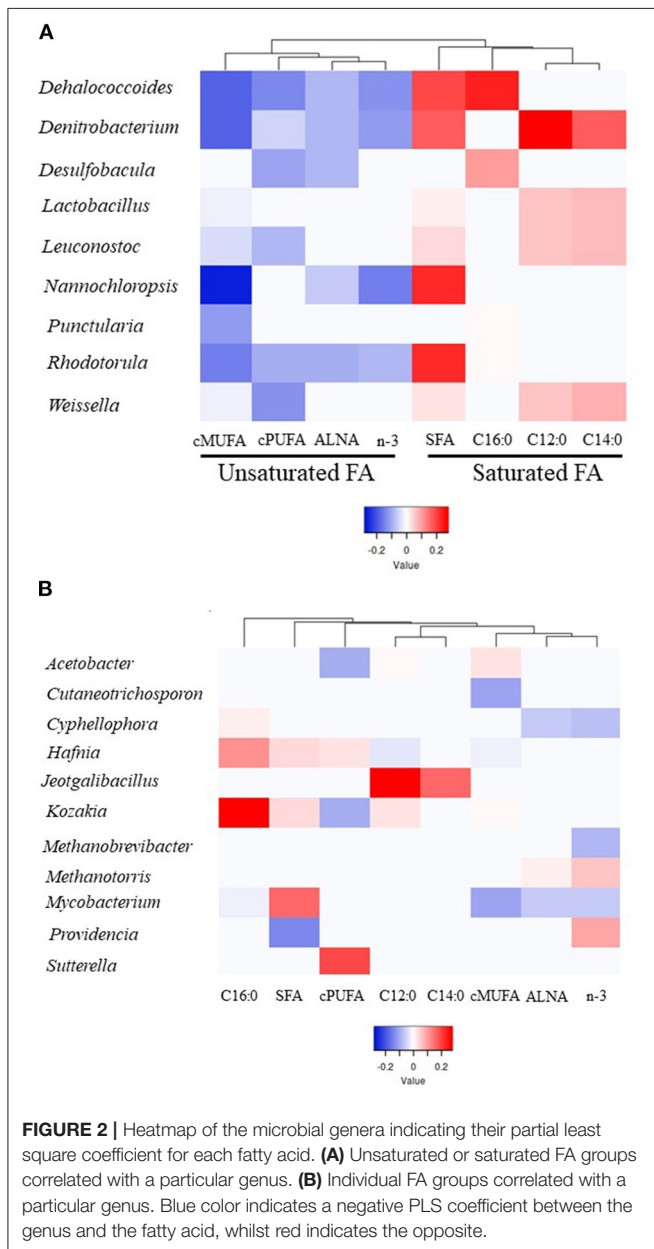 A
Dehalococcoides
Denitrobacterium
Desulfobacula
Lactobacillus
Leuconostoc
Nannochloropsis
Punctularia
Rhodotorula
Weissella
cMUFA cPUFA ALNA n-3 SFA C16:0 C12:0 C14:0
Unsaturated FA Saturated FA
-0.2 0 0.2
Value
B
Acetobacter
Cutaneotrichosporon
Cyphellophora
Hafnia
Jeotgalibacillus
Kozakia
Methanobrevibacter
Methanotorris
Mycobacterium
Providencia
Sutterella
C16:0 SFA cPUFA C12:0 C14:0 cMUFA ALNA n-3
-0.2 0 0.2
Value
FIGURE 2 | Heatmap of the microbial genera indicating their partial least
square coefficient for each fatty acid. (A) Unsaturated or saturated FA groups
correlated with a particular genus. (B) Individual FA groups correlated with a
particular genus. Blue color indicates a negative PLS coefficient between the
genus and the fatty acid, whilst red indicates the opposite.